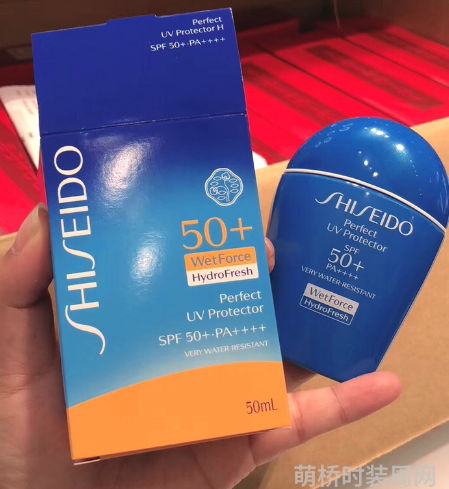 Perfect
UV Protector H
SPF 50+·PA++++
SHISEIDO
50+
WetForce
HydroFresh
Perfect
UV Protector
SPF 50+·PA++++
VERY WATER-RESISTANT
50mL
SHISEIDO
Perfect
UV Protector
SPF
50+
PA++++
VERY WATER-RESISTANT
WetForce
HydroFresh
萌桥时装网网